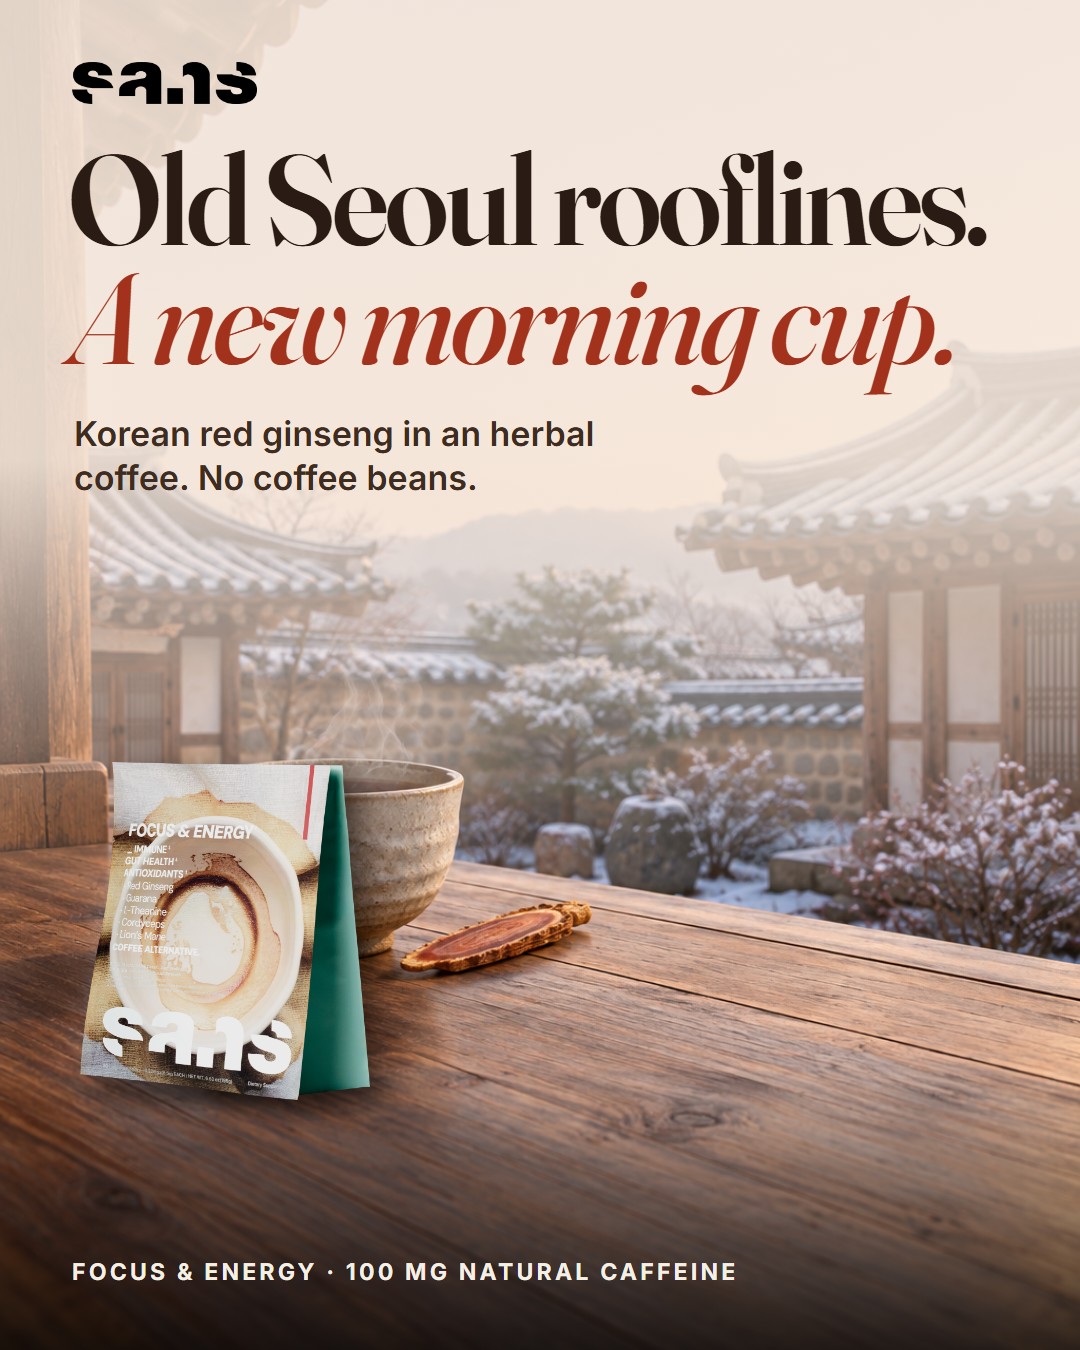 sans
Old Seoul rooflines.
A new morning cup.
Korean red ginseng in an herbal
coffee. No coffee beans.
FOCUS & ENERGY
IMMUNE
GUT HEALTH
ANTIOXIDANTS
Red Ginseng
Guarana
L-Theanine
Cordyceps
Lion's Mane
COFFEE ALTERNATIVE
sans
FOCUS & ENERGY · 100 MG NATURAL CAFFEINE